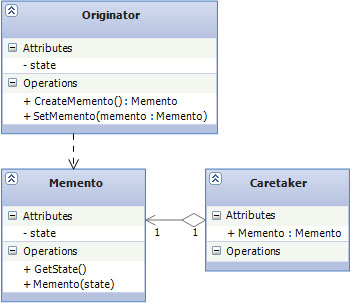 Originator
Attributes
- state
Operations
+ CreateMemento() : Memento
+ SetMemento(memento : Memento)
Memento
Attributes
- state
Operations
+ GetState()
+ Memento(state)
1
1
Caretaker
Attributes
+ Memento : Memento
Operations